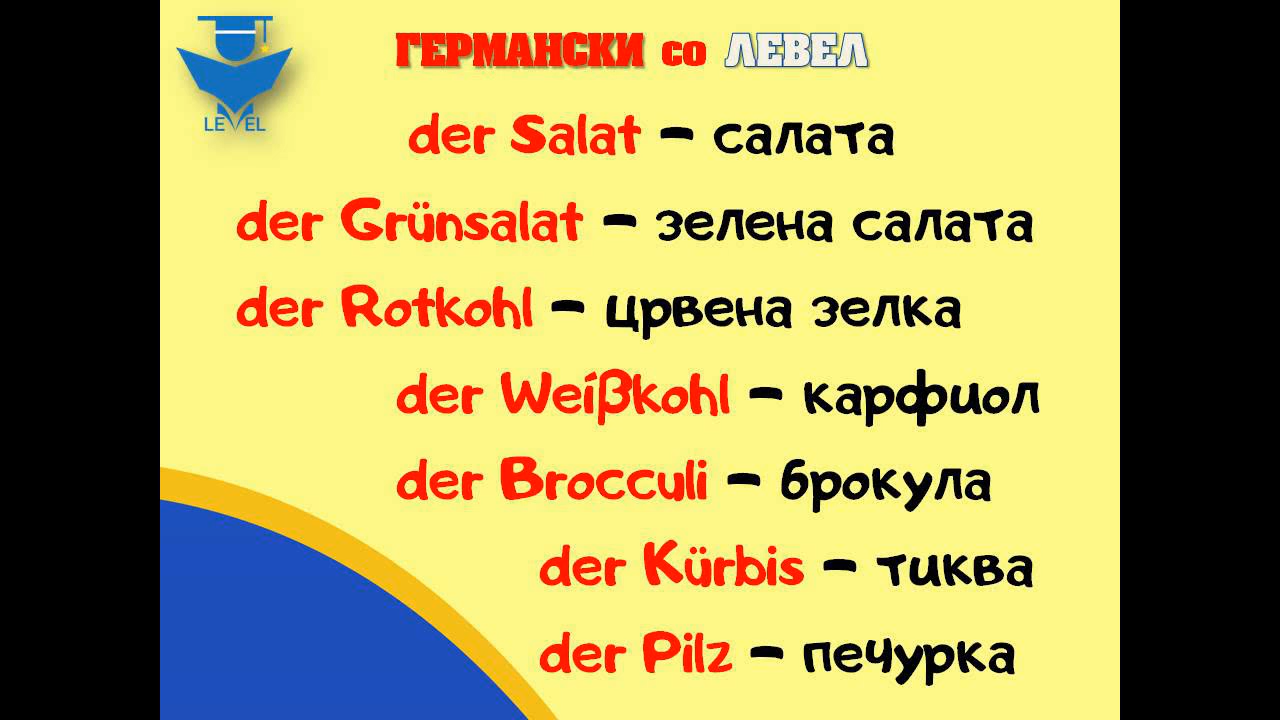 LEVEL
ГЕРМАНСКИ со ЛЕВЕЛ
der Salat – салата
der Grünsalat – зелена салата
der Rotkohl – црвена зелка
der Weißkohl – карфиол
der Brocculi – брокула
der Kürbis – тиква
der Pilz – печурка